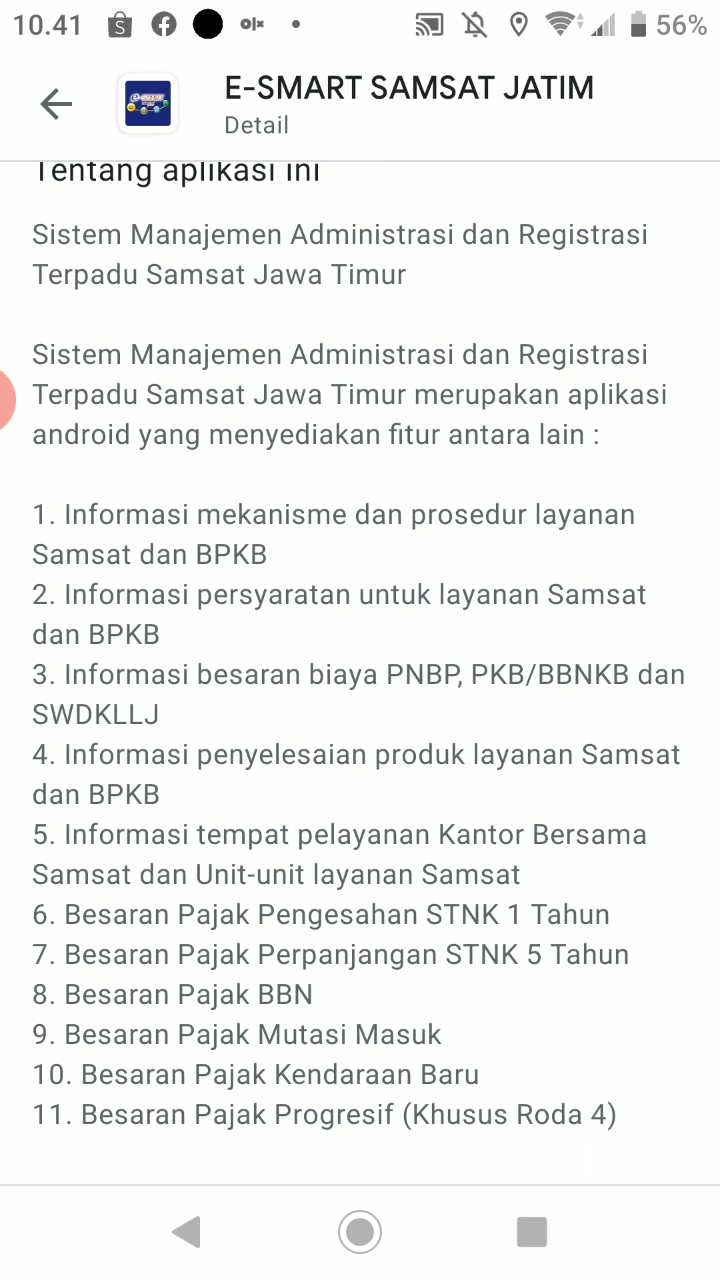 10.41
olx
56%
E-SMART SAMSAT JATIM
Detail
Tentang aplikasi ini
Sistem Manajemen Administrasi dan Registrasi
Terpadu Samsat Jawa Timur
Sistem Manajemen Administrasi dan Registrasi
Terpadu Samsat Jawa Timur merupakan aplikasi
android yang menyediakan fitur antara lain :
1. Informasi mekanisme dan prosedur layanan
Samsat dan BPKB
2. Informasi persyaratan untuk layanan Samsat
dan BPKB
3. Informasi besaran biaya PNBP, PKB/BBNKB dan
SWDKLLJ
4. Informasi penyelesaian produk layanan Samsat
dan BPKB
5. Informasi tempat pelayanan Kantor Bersama
Samsat dan Unit-unit layanan Samsat
6. Besaran Pajak Pengesahan STNK 1 Tahun
7. Besaran Pajak Perpanjangan STNK 5 Tahun
8. Besaran Pajak BBN
9. Besaran Pajak Mutasi Masuk
10. Besaran Pajak Kendaraan Baru
11. Besaran Pajak Progresif (Khusus Roda 4)